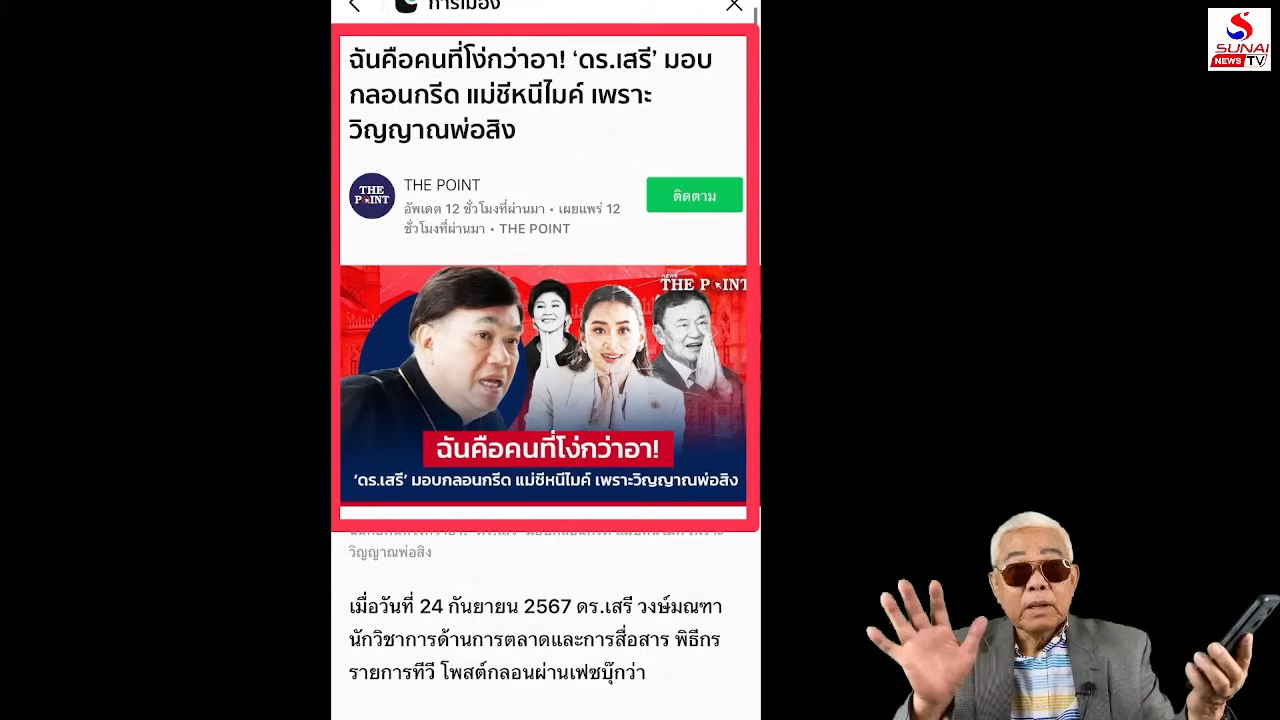 การเมือง
SUNAI
NEWS TV
ฉันคือคนที่โง่กว่าอา! ‘ดร.เสรี’ มอบ
กลอนกรีด แม่ชีหนีไมค์ เพราะ
วิญญาณพ่อสิง
THE POINT
THE POINT
ติดตาม
อัพเดต 12 ชั่วโมงที่ผ่านมา • เผยแพร่ 12
ชั่วโมงที่ผ่านมา • THE POINT
NEWS
THE POINT
ฉันคือคนที่โง่กว่าอา!
‘ดร.เสรี’ มอบกลอนกรีด แม่ชีหนีไมค์ เพราะวิญญาณพ่อสิง
วิญญาณพ่อสิง
เมื่อวันที่ 24 กันยายน 2567 ดร.เสรี วงษ์มณฑา
นักวิชาการด้านการตลาดและการสื่อสาร พิธีกร
รายการทีวี โพสต์กลอนผ่านเฟซบุ๊กว่า